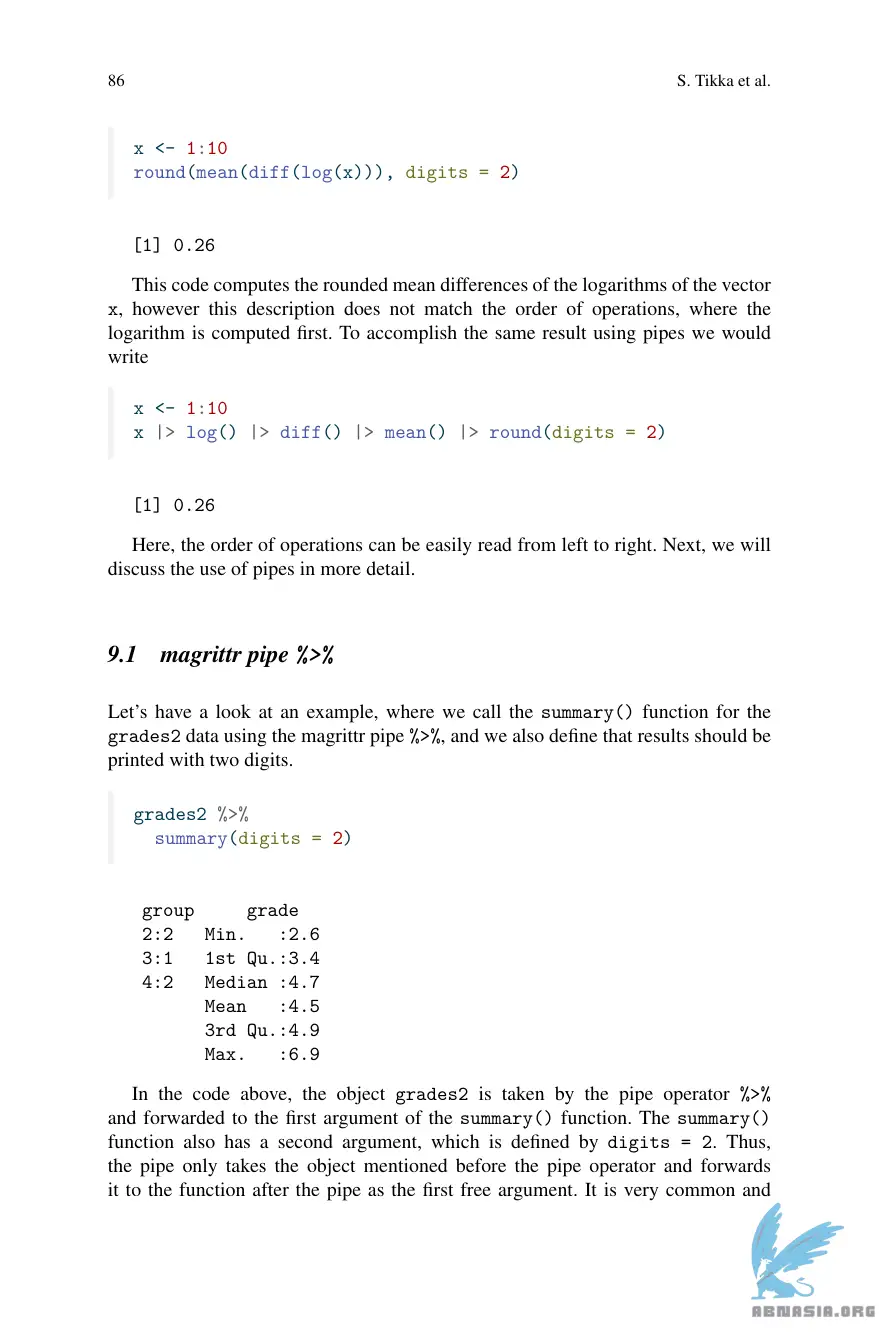 86 S. Tikka et al.
x <- 1:10
round(mean(diff(log(x))), digits = 2)
[1] 0.26
This code computes the rounded mean differences of the logarithms of the vector
x, however this description does not match the order of operations, where the
logarithm is computed first. To accomplish the same result using pipes we would
write
x <- 1:10
x |> log() |> diff() |> mean() |> round(digits = 2)
[1] 0.26
Here, the order of operations can be easily read from left to right. Next, we will
discuss the use of pipes in more detail.
9.1 magrittr pipe %>%
Let's have a look at an example, where we call the summary() function for the
grades2 data using the magrittr pipe %>%, and we also define that results should be
printed with two digits.
grades2 %>%
summary(digits = 2)
group grade
2:2 Min. :2.6
3:1 1st Qu.:3.4
4:2 Median :4.7
Mean :4.5
3rd Qu.:4.9
Max. :6.9
In the code above, the object grades2 is taken by the pipe operator %>%
and forwarded to the first argument of the summary() function. The summary()
function also has a second argument, which is defined by digits = 2. Thus,
the pipe only takes the object mentioned before the pipe operator and forwards
it to the function after the pipe as the first free argument. It is very common and
ABNASIA.ORG